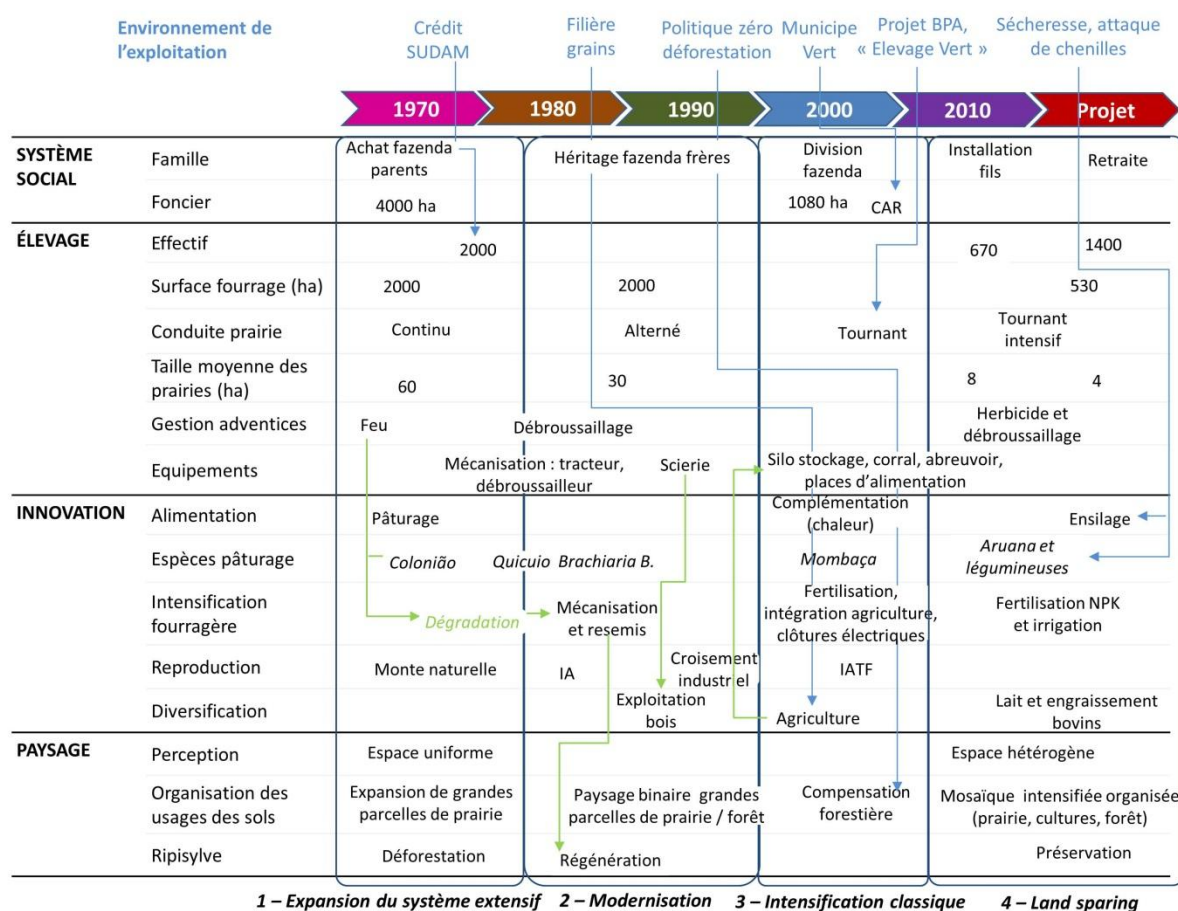 Environnement de
l’exploitation
Crédit
SUDAM
Filière
grains
Politique zéro
déforestation
Municipe
Vert
Projet BPA,
« Elevage Vert »
Sécheresse, attaque
de chenilles
1970 1980 1990 2000 2010 Projet
SYSTÈME
SOCIAL
Famille
Achat fazenda
parents
Héritage fazenda frères
Division
fazenda
Installation
fils
Retraite
Foncier
4000 ha
1080 ha
CAR
ÉLEVAGE
Effectif
2000
670
1400
Surface fourrage (ha)
2000
2000
530
Conduite prairie
Continu
Alterné
Tournant
Tournant
intensif
Taille moyenne des
prairies (ha)
60
30
8
4
Gestion adventices
Feu
Débroussaillage
Herbicide et
débroussaillage
Equipements
Mécanisation : tracteur,
débroussailleur
Scierie
Silo stockage, corral, abreuvoir,
places d’alimentation
INNOVATION
Alimentation
Pâturage
Complémentation
(chaleur)
Ensilage
Espèces pâturage
Colonião
Quicuio Brachiaria B.
Mombaça
Aruana et
légumineuses
Intensification
fourragère
Dégradation
Mécanisation
et resemis
Fertilisation,
intégration agriculture,
clôtures électriques
Fertilisation NPK
et irrigation
Reproduction
Monte naturelle
IA
Croisement
industriel
IATF
Diversification
Exploitation
bois
Agriculture
Lait et engraissement
bovins
PAYSAGE
Perception
Espace uniforme
Espace hétérogène
Organisation des
usages des sols
Expansion de grandes
parcelles de prairie
Paysage binaire grandes
parcelles de prairie / forêt
Compensation
forestière
Mosaïque intensifiée organisée
(prairie, cultures, forêt)
Ripisylve
Déforestation
Régénération
Préservation
1 – Expansion du système extensif 2 – Modernisation 3 – Intensification classique 4 – Land sparing